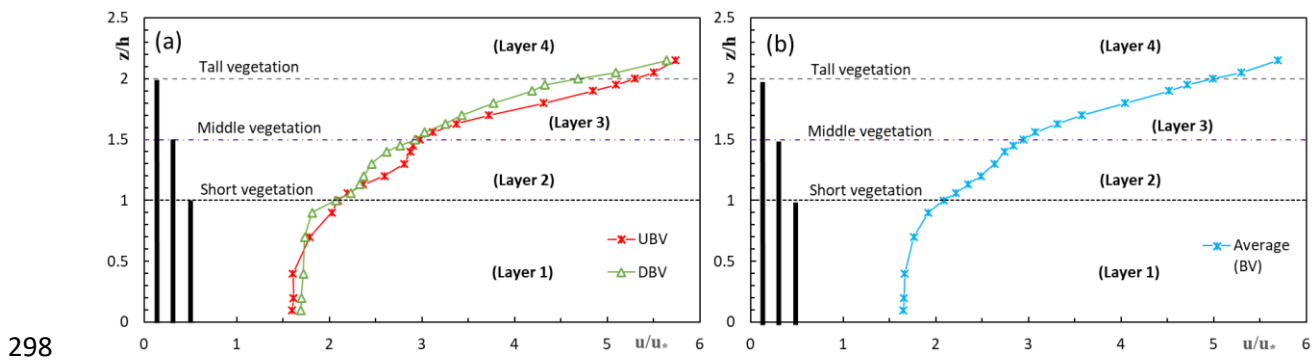 (a)
z/h
2.5
2
1.5
1
0.5
0
Tall vegetation
Middle vegetation
Short vegetation
(Layer 4)
(Layer 3)
(Layer 2)
(Layer 1)
UBV
DBV
0 1 2 3 4 5 6
u/u*
(b)
z/h
2.5
2
1.5
1
0.5
0
Tall vegetation
Middle vegetation
Short vegetation
(Layer 4)
(Layer 3)
(Layer 2)
(Layer 1)
Average
(BV)
0 1 2 3 4 5 6
u/u*
298